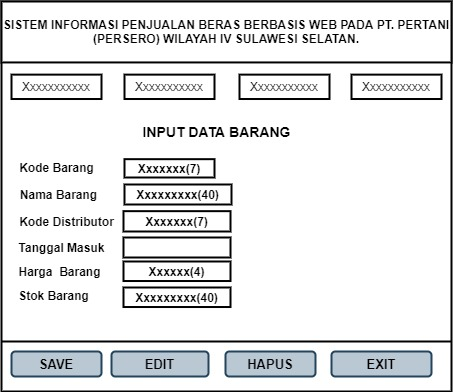 SISTEM INFORMASI PENJUALAN BERAS BERBASIS WEB PADA PT. PERTANI
(PERSERO) WILAYAH IV SULAWESI SELATAN.
Xxxxxxxxxxx Xxxxxxxxxxx Xxxxxxxxxxx Xxxxxxxxxxx
INPUT DATA BARANG
Kode Barang Xxxxxxx(7)
Nama Barang Xxxxxxxxx(40)
Kode Distributor Xxxxxxx(7)
Tanggal Masuk
Harga Barang Xxxxxx(4)
Stok Barang Xxxxxxxxx(40)
SAVE EDIT HAPUS EXIT